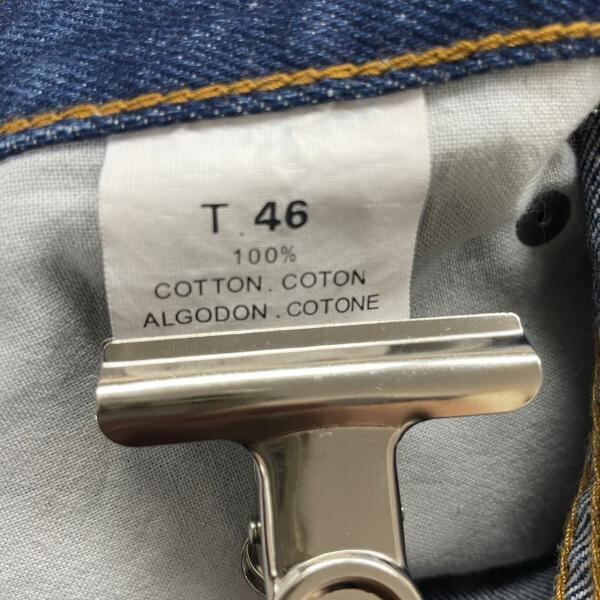 T. 46
100%
COTTON. COTON
ALGODON. COTONE